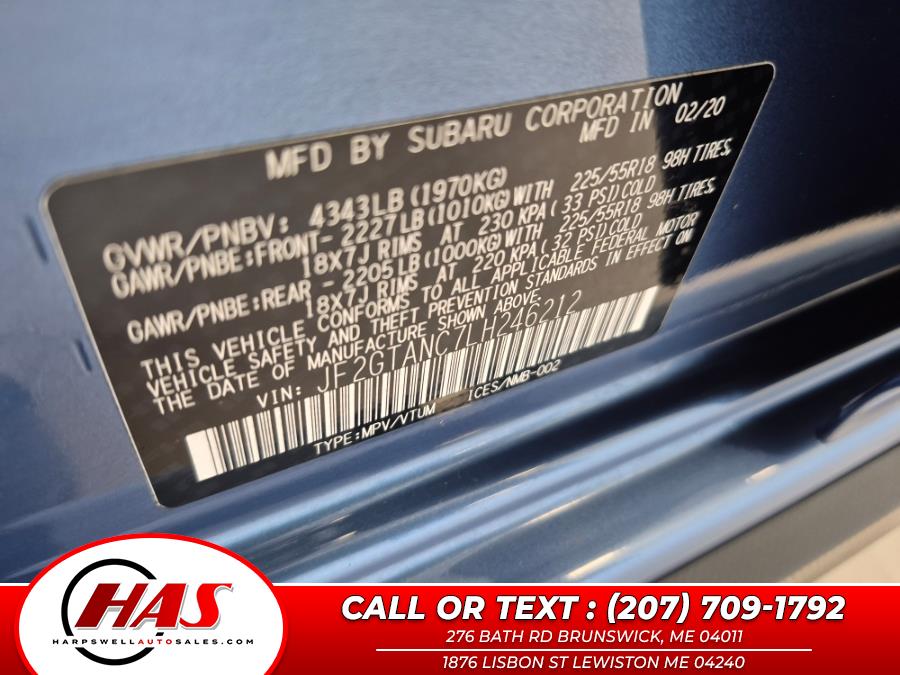 MFD BY SUBARU CORPORATION
MFD IN 02/20
GVWR/PNBV: 4343LB(1970KG)
GAWR/PNBE:FRONT- 2227LB(1010KG)WITH 225/55R18 98H TIRES,
18X7J RIMS AT 230 KPA( 33 PSI)COLD
GAWR/PNBE:REAR - 2205LB(1000KG)WITH 225/55R18 98H TIRES,
18X7J RIMS AT 220 KPA( 32 PSI)COLD
THIS VEHICLE CONFORMS TO ALL APPLICABLE FEDERAL MOTOR
VEHICLE SAFETY AND THEFT PREVENTION STANDARDS IN EFFECT ON
THE DATE OF MANUFACTURE SHOWN ABOVE.
VIN: JF2GTANC7LH246212
TYPE:MPV/VTUM ICES/NMB-002
HAS
HARPSWELLAUTOSALES.COM
CALL OR TEXT : (207) 709-1792
276 BATH RD BRUNSWICK, ME 04011
1876 LISBON ST LEWISTON ME 04240